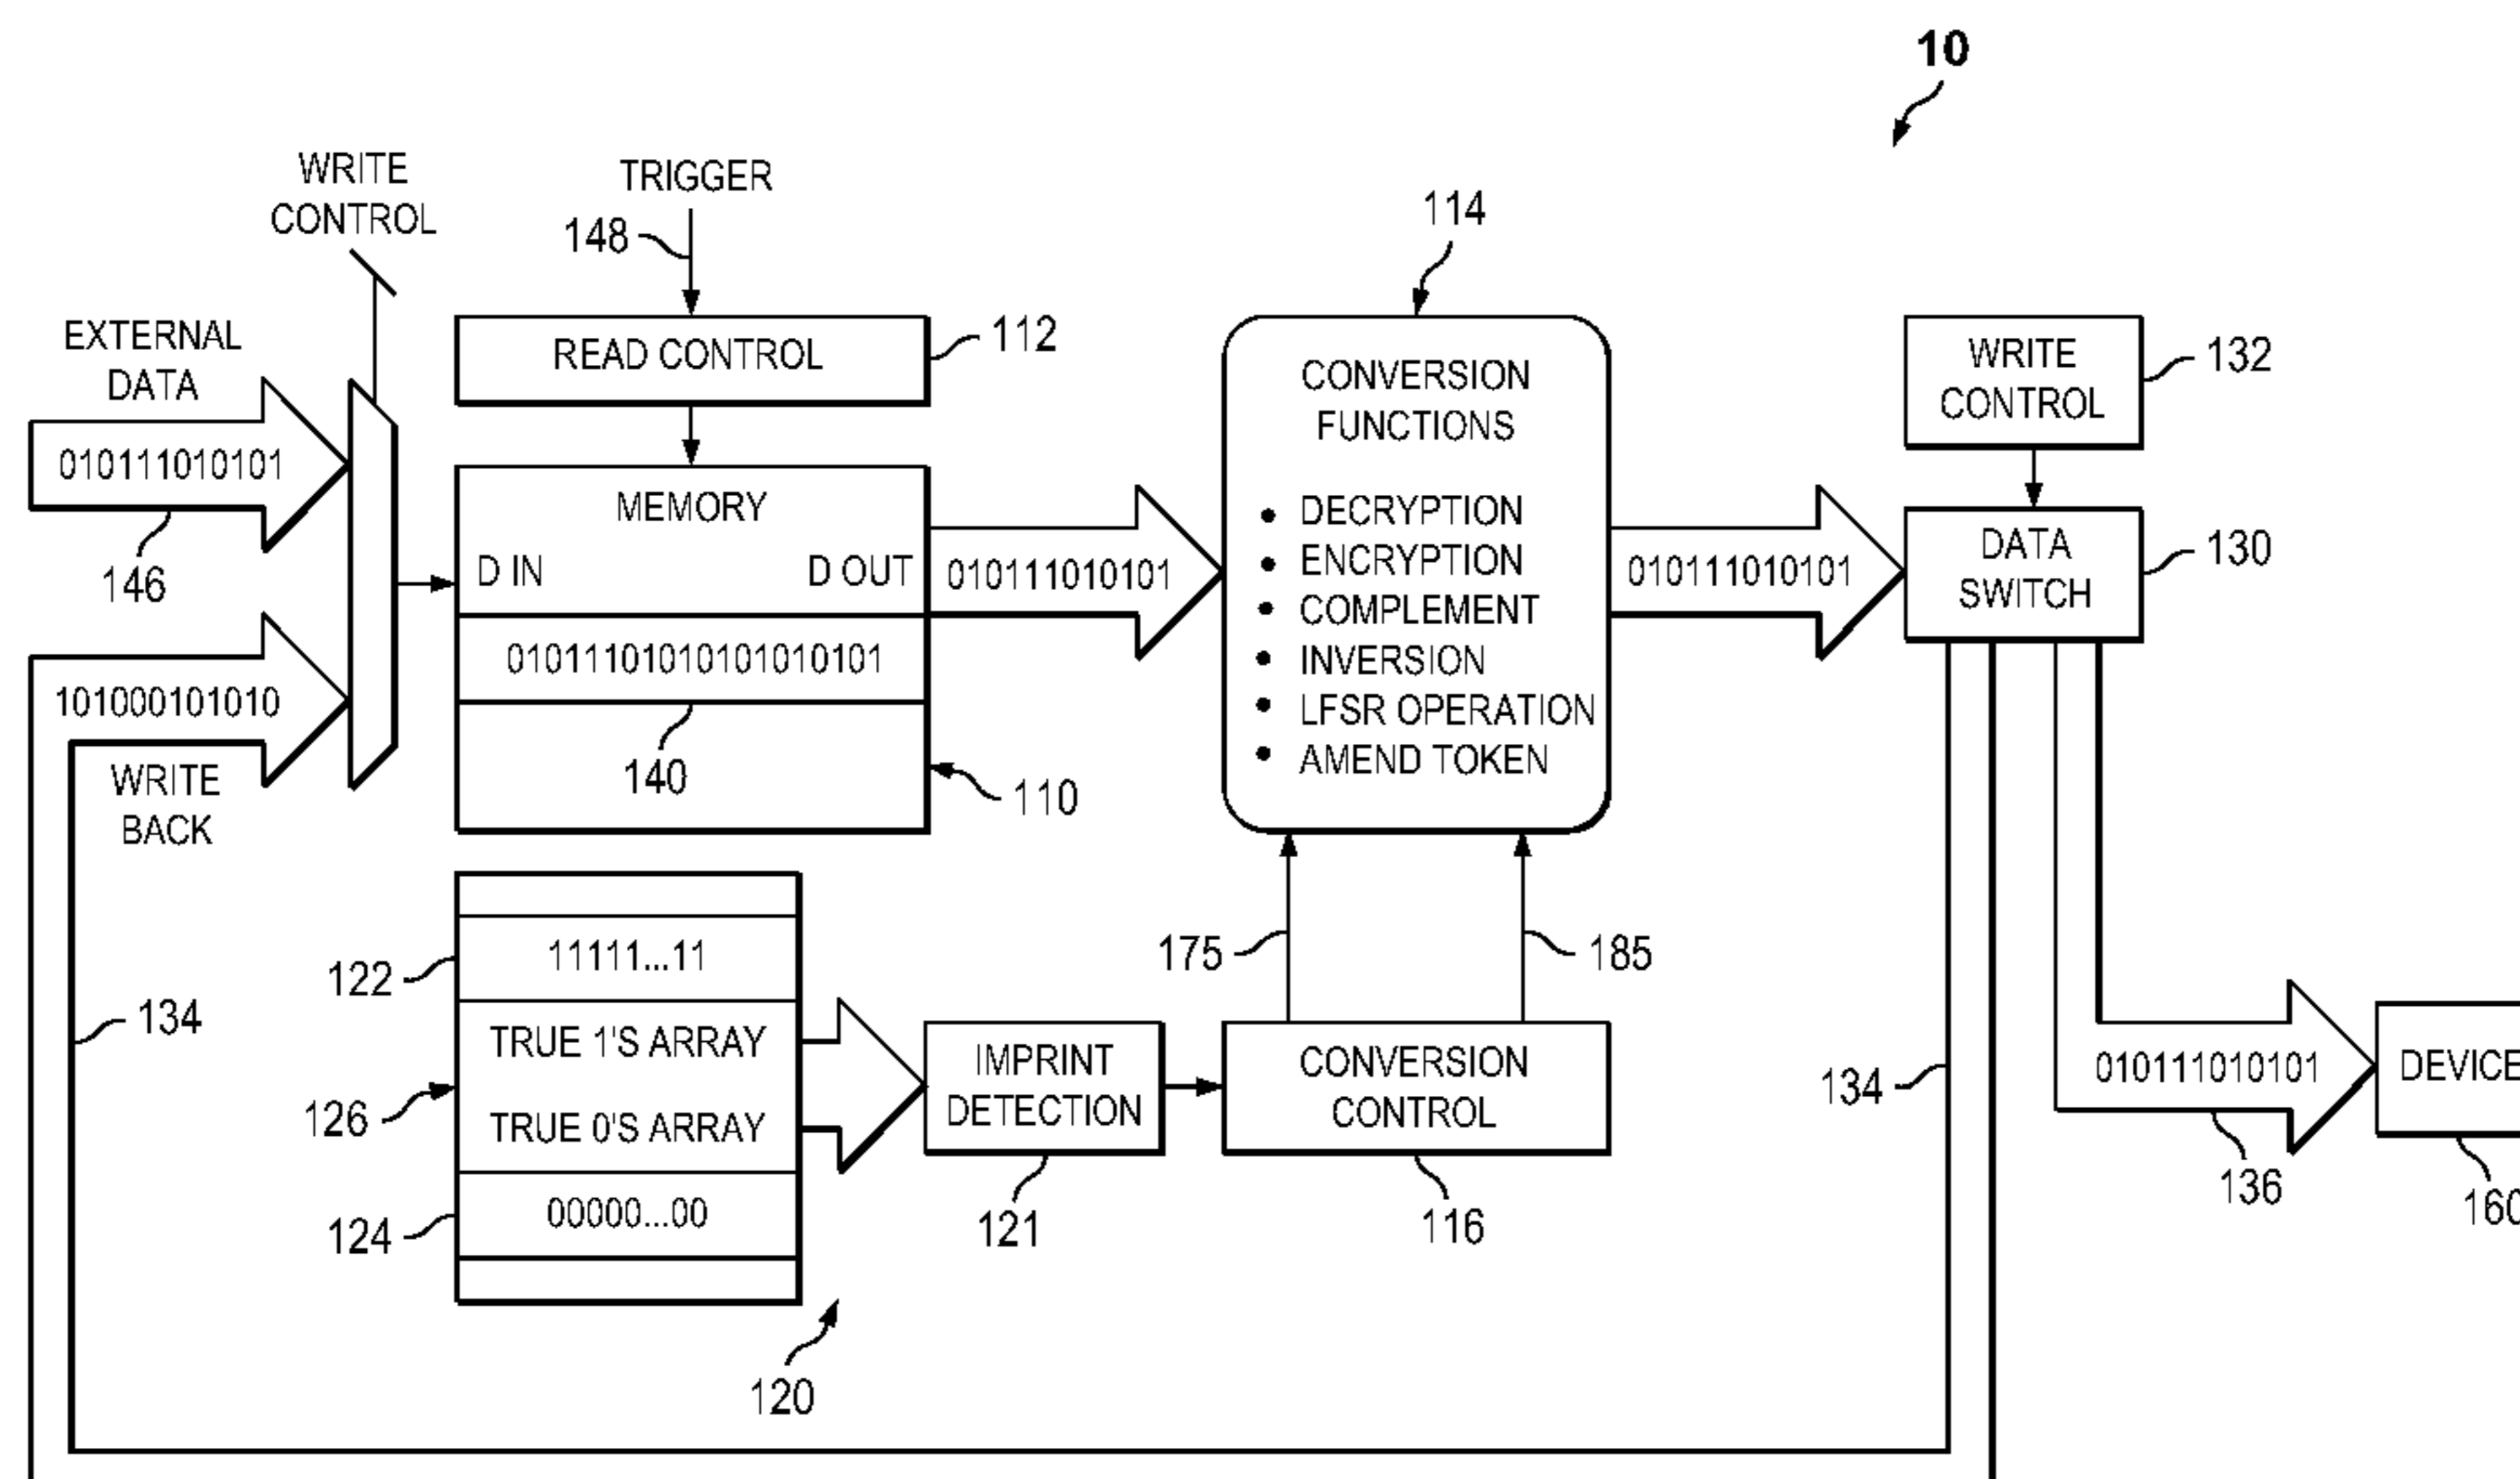 10
WRITE
CONTROL
TRIGGER
148
114
EXTERNAL
DATA
READ CONTROL
112
WRITE
CONTROL
132
010111010101
146
MEMORY
D IN
D OUT
010111010101
CONVERSION
FUNCTIONS
• DECRYPTION
• ENCRYPTION
• COMPLEMENT
• INVERSION
• LFSR OPERATION
• AMEND TOKEN
010111010101
DATA
SWITCH
130
01011101010101010101
140
110
101000101010
WRITE
BACK
122
11111...11
TRUE 1'S ARRAY
126
TRUE 0'S ARRAY
124
00000...00
120
175
185
IMPRINT
DETECTION
121
CONVERSION
CONTROL
116
134
134
010111010101
136
DEVICE
160